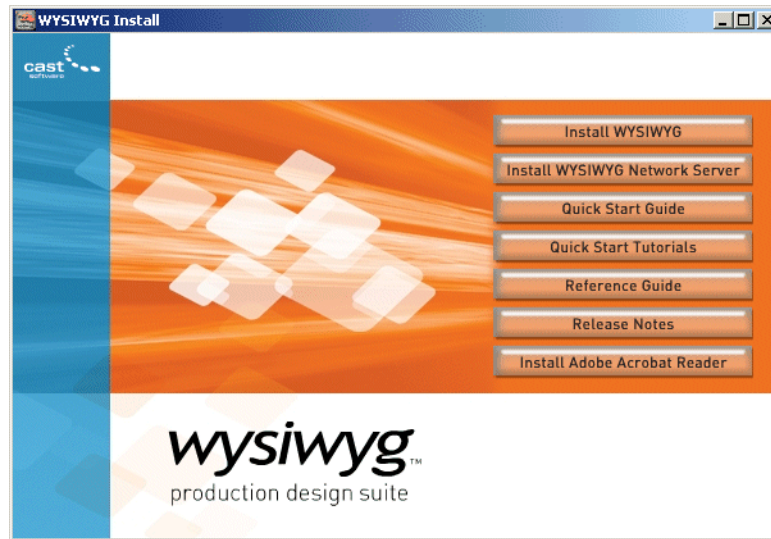 WYSIWYG Install
cast
software
Install WYSIWYG
Install WYSIWYG Network Server
Quick Start Guide
Quick Start Tutorials
Reference Guide
Release Notes
Install Adobe Acrobat Reader
wysiwyg™
production design suite